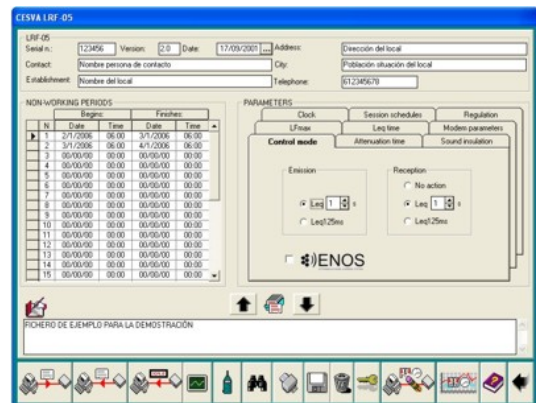 CESVA LRF-05
LRF-05
Serial n.: 123456 Version: 2.0 Date: 17/09/2001 ... Address: Dirección del local
Contact: Nombre persona de contacto City: Población situación del local
Establishment: Nombre del local Telephone: 612345678
NON-WORKING PERIODS
Begins: Finishes:
N Date Time Date Time
1 2/1/2006 06:00 3/1/2006 06:00
2 3/1/2006 06:00 4/1/2006 06:00
3 00/00/00 00:00 00/00/00 00:00
4 00/00/00 00:00 00/00/00 00:00
5 00/00/00 00:00 00/00/00 00:00
6 00/00/00 00:00 00/00/00 00:00
7 00/00/00 00:00 00/00/00 00:00
8 00/00/00 00:00 00/00/00 00:00
9 00/00/00 00:00 00/00/00 00:00
10 00/00/00 00:00 00/00/00 00:00
11 00/00/00 00:00 00/00/00 00:00
12 00/00/00 00:00 00/00/00 00:00
13 00/00/00 00:00 00/00/00 00:00
14 00/00/00 00:00 00/00/00 00:00
15 00/00/00 00:00 00/00/00 00:00
PARAMETERS
Clock Session schedules Regulation
LFmax Leq time Modem parameters
Control mode Attenuation time Sound insulation
Emission Reception
No action
Leq 1 s Leq 1 s
Leq125ms Leq125ms
ENOS
FICHERO DE EJEMPLO PARA LA DEMOSTRACIÓN